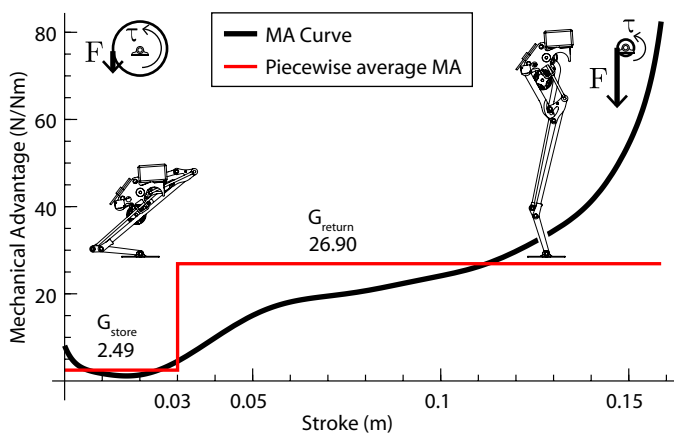 80
60
40
20
Mechanical Advantage (N/Nm)
F
τ
MA Curve
Piecewise average MA
τ
F
G_return
26.90
G_store
2.49
0.03
0.05
0.1
0.15
Stroke (m)